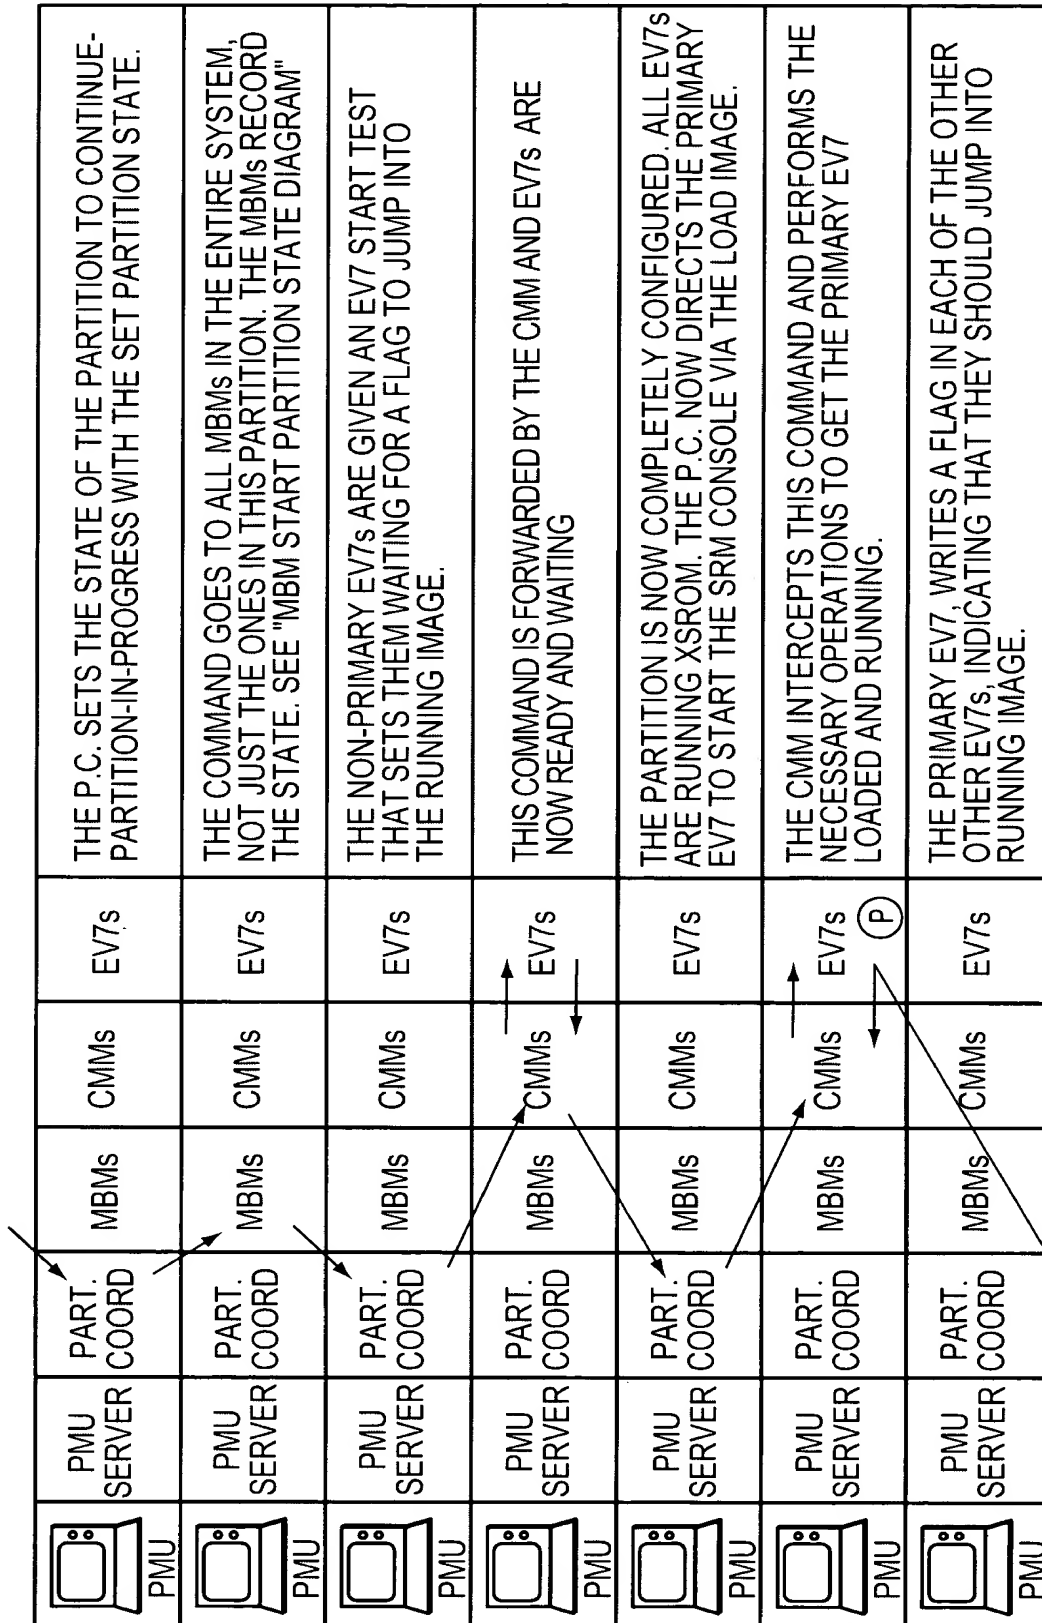 PMU
PMU
SERVER
PART.
COORD
MBMs
CMMs
EV7s
THE P.C. SETS THE STATE OF THE PARTITION TO CONTINUE-
PARTITION-IN-PROGRESS WITH THE SET PARTITION STATE.
PMU
PMU
SERVER
PART.
COORD
MBMs
CMMs
EV7s
THE COMMAND GOES TO ALL MBMs IN THE ENTIRE SYSTEM,
NOT JUST THE ONES IN THIS PARTITION. THE MBMs RECORD
THE STATE. SEE "MBM START PARTITION STATE DIAGRAM"
PMU
PMU
SERVER
PART.
COORD
MBMs
CMMs
EV7s
THE NON-PRIMARY EV7s ARE GIVEN AN EV7 START TEST
THAT SETS THEM WAITING FOR A FLAG TO JUMP INTO
THE RUNNING IMAGE.
PMU
PMU
SERVER
PART.
COORD
MBMs
CMMs
EV7s
THIS COMMAND IS FORWARDED BY THE CMM AND EV7s ARE
NOW READY AND WAITING
PMU
PMU
SERVER
PART.
COORD
MBMs
CMMs
EV7s
THE PARTITION IS NOW COMPLETELY CONFIGURED. ALL EV7s
ARE RUNNING XSROM. THE P.C. NOW DIRECTS THE PRIMARY
EV7 TO START THE SRM CONSOLE VIA THE LOAD IMAGE.
PMU
PMU
SERVER
PART.
COORD
MBMs
CMMs
EV7s
P
THE CMM INTERCEPTS THIS COMMAND AND PERFORMS THE
NECESSARY OPERATIONS TO GET THE PRIMARY EV7
LOADED AND RUNNING.
PMU
PMU
SERVER
PART.
COORD
MBMs
CMMs
EV7s
THE PRIMARY EV7, WRITES A FLAG IN EACH OF THE OTHER
OTHER EV7s, INDICATING THAT THEY SHOULD JUMP INTO
RUNNING IMAGE.